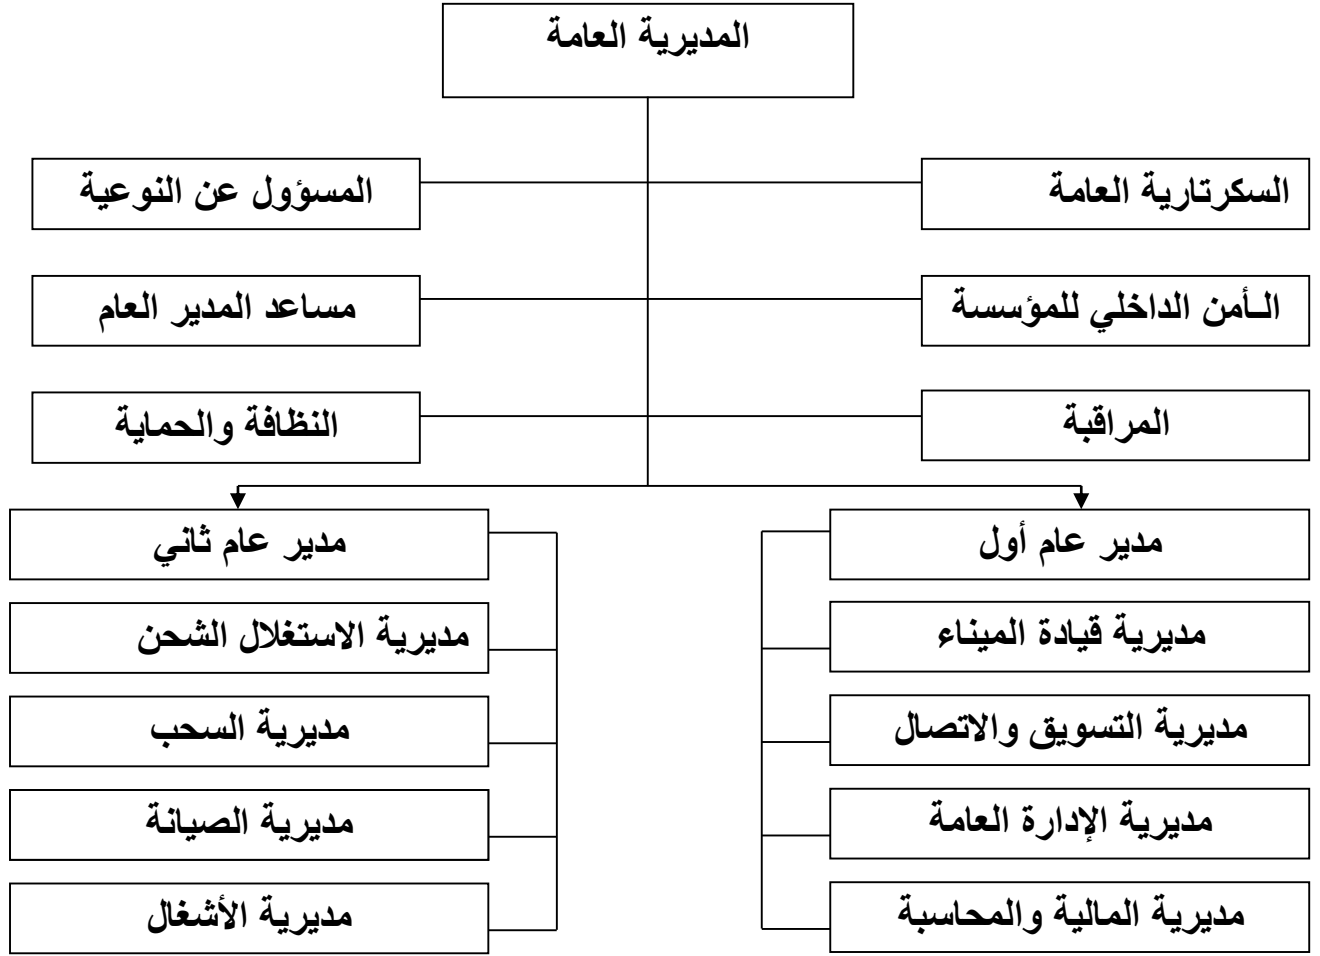 المديرية العامة
السكرتارية العامة
المسؤول عن النوعية
الـأمن الداخلي للمؤسسة
مساعد المدير العام
المراقبة
النظافة والحماية
مدير عام أول
مدير عام ثاني
مديرية قيادة الميناء
مديرية الاستغلال الشحن
مديرية التسويق والاتصال
مديرية السحب
مديرية الإدارة العامة
مديرية الصيانة
مديرية المالية والمحاسبة
مديرية الأشغال